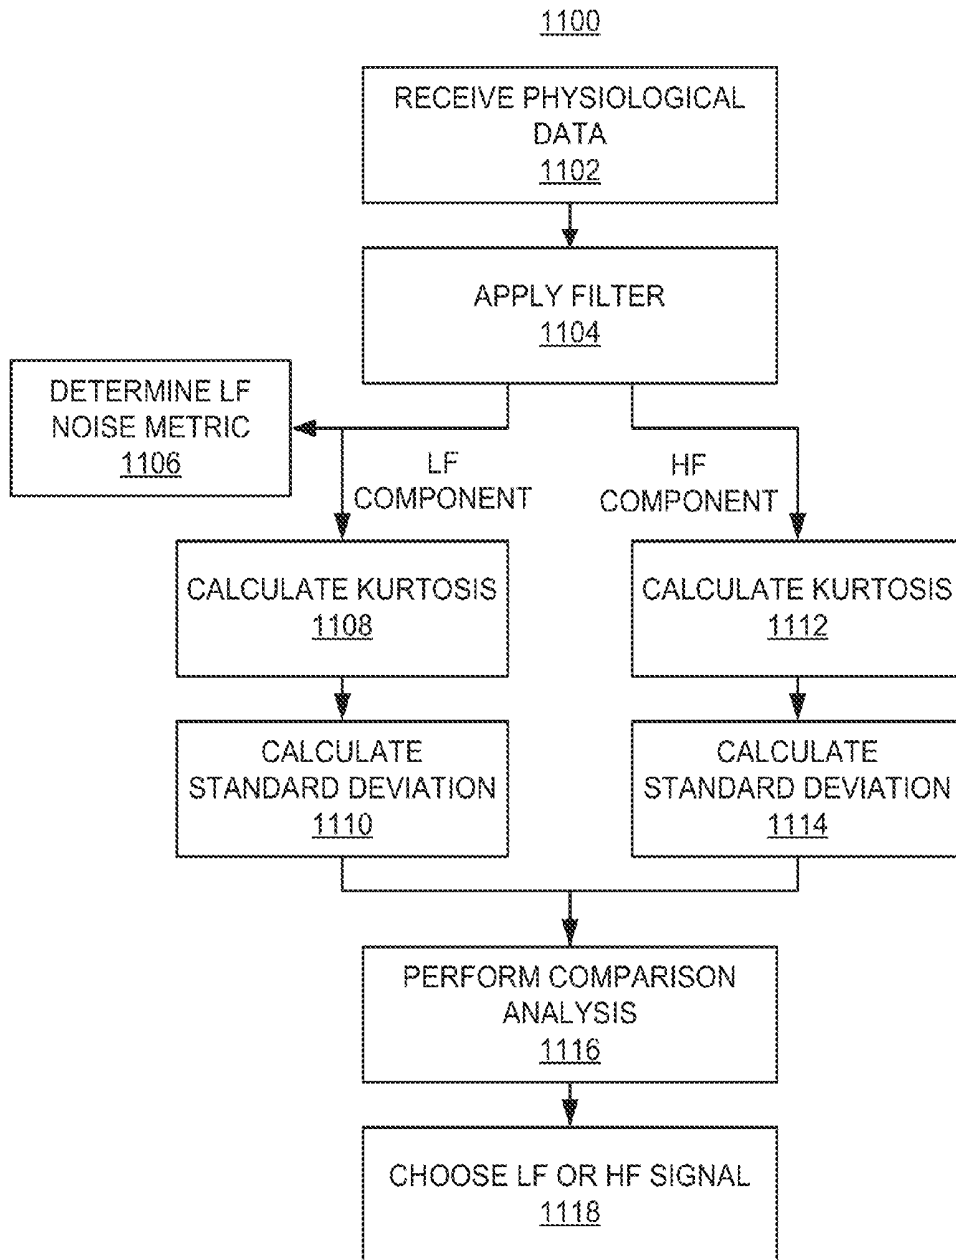 1100
RECEIVE PHYSIOLOGICAL
DATA
1102
APPLY FILTER
1104
DETERMINE LF
NOISE METRIC
1106
LF
COMPONENT
HF
COMPONENT
CALCULATE KURTOSIS
1108
CALCULATE KURTOSIS
1112
CALCULATE
STANDARD DEVIATION
1110
CALCULATE
STANDARD DEVIATION
1114
PERFORM COMPARISON
ANALYSIS
1116
CHOOSE LF OR HF SIGNAL
1118